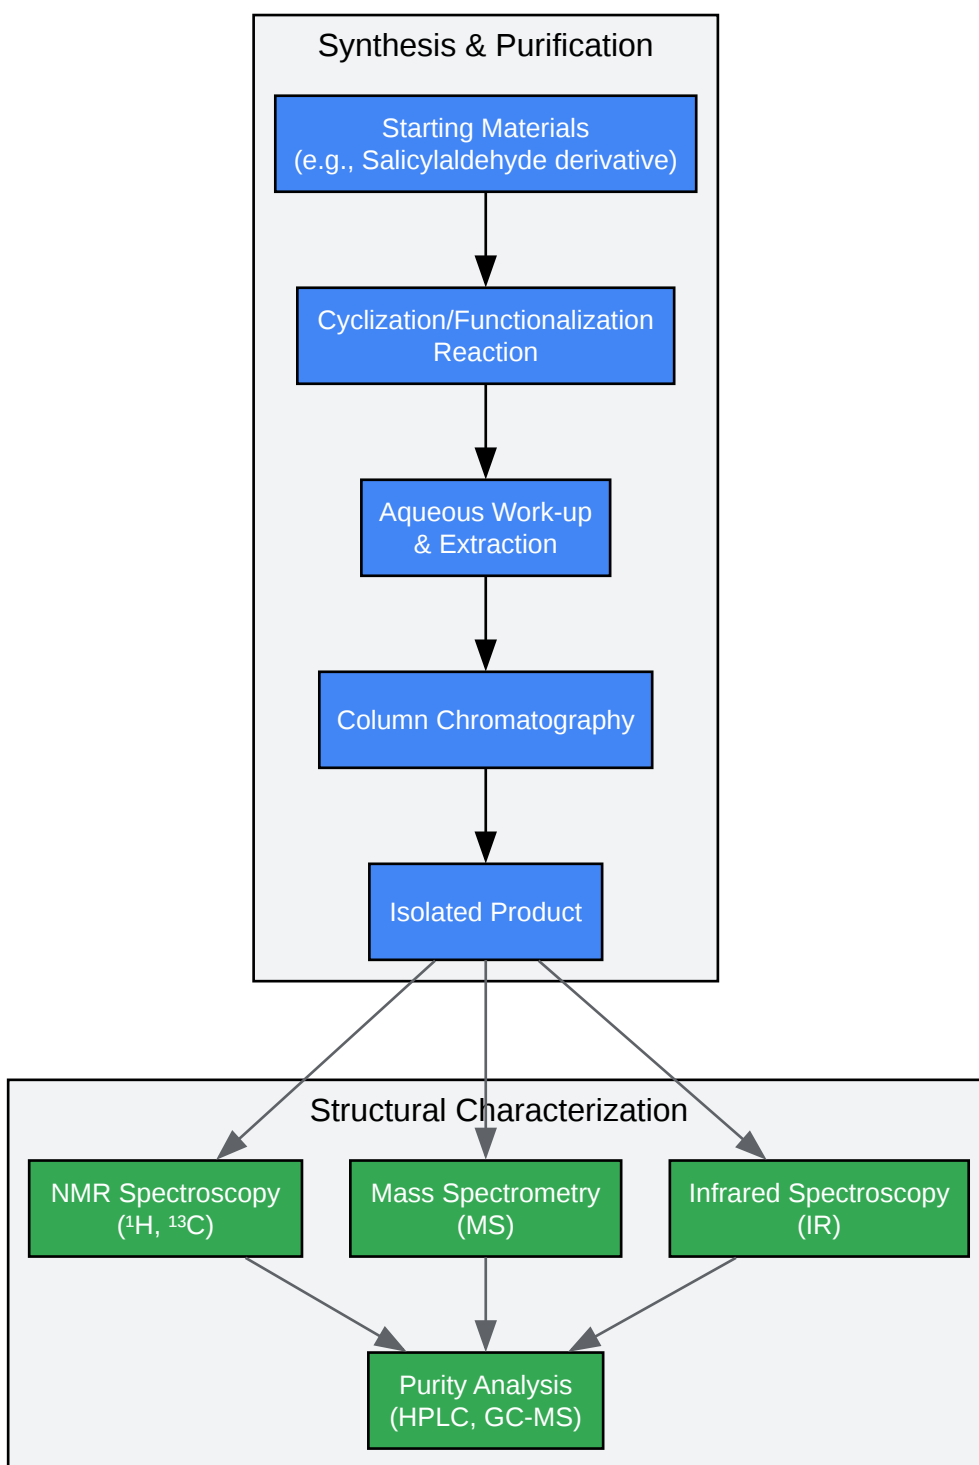 Synthesis & Purification
Starting Materials
(e.g., Salicylaldehyde derivative)
Cyclization/Functionalization
Reaction
Aqueous Work-up
& Extraction
Column Chromatography
Isolated Product
Structural Characterization
NMR Spectroscopy
(¹H, ¹³C)
Mass Spectrometry
(MS)
Infrared Spectroscopy
(IR)
Purity Analysis
(HPLC, GC-MS)